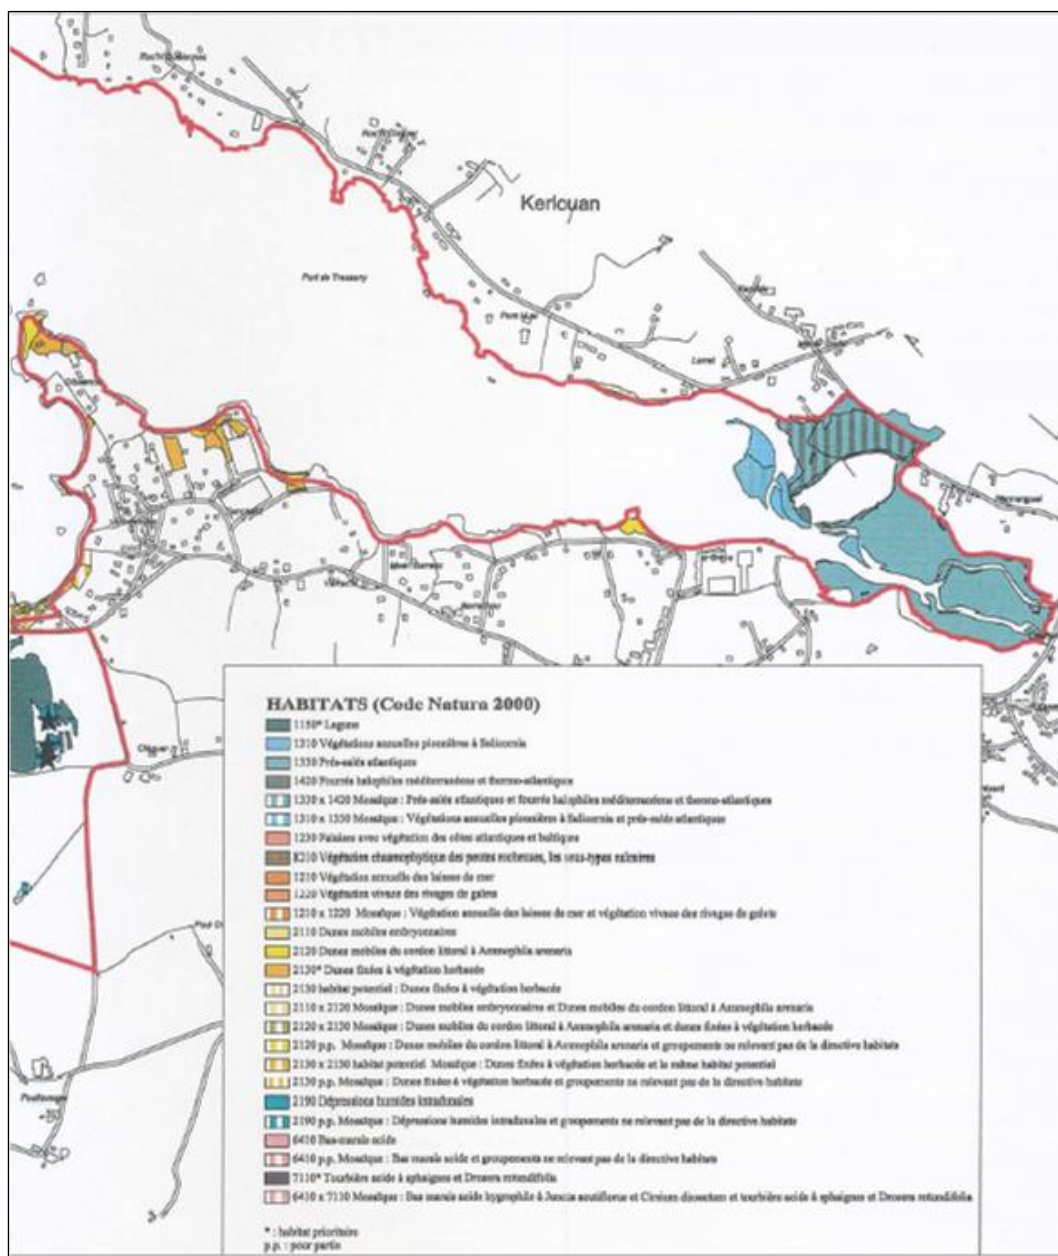 Kerlouan
HABITATS (Code Natura 2000)
1150* Lagune
1310 Végétations annuelles pionnières à Salicornia
1330 Prés-salés atlantiques
1420 Fourrés halophiles méditerranéens et thermo-atlantiques
1330 x 1420 Mosaïque : Prés-salés atlantiques et fourrés halophiles méditerranéens et thermo-atlantiques
1310 x 1330 Mosaïque : Végétations annuelles pionnières à Salicornia et prés-salés atlantiques
1230 Falaises avec végétation des côtes atlantiques et baltiques
8210 Végétation chasmophytique des pentes rocheuses, les sous-types calcaires
1210 Végétation annuelle des laisses de mer
1220 Végétation vivace des rivages de galets
1210 x 1220 Mosaïque : Végétation annuelle des laisses de mer et végétation vivace des rivages de galets
2110 Dunes mobiles embryonnaires
2120 Dunes mobiles du cordon littoral à Ammophila arenaria
2130* Dunes fixées à végétation herbacée
2130 habitat potentiel : Dunes fixées à végétation herbacée
2110 x 2120 Mosaïque : Dunes mobiles embryonnaires et Dunes mobiles du cordon littoral à Ammophila arenaria
2120 x 2130 Mosaïque : Dunes mobiles du cordon littoral à Ammophila arenaria et dunes fixées à végétation herbacée
2120 p.p. Mosaïque : Dunes mobiles du cordon littoral à Ammophila arenaria et groupements ne relevant pas de la directive habitats
2130 x 2130 habitat potentiel Mosaïque : Dunes fixées à végétation herbacée et le même habitat potentiel
2130 p.p. Mosaïque : Dunes fixées à végétation herbacée et groupements ne relevant pas de la directive habitats
2190 Dépressions humides intradunales
2190 p.p. Mosaïque : Dépressions humides intradunales et groupements ne relevant pas de la directive habitats
6410 Bas-marais acide
6410 p.p. Mosaïque : Bas marais acide et groupements ne relevant pas de la directive habitats
7110* Tourbière acide à sphaignes et Drosera rotundifolia
6410 x 7110 Mosaïque : Bas marais acide hygrophile à Juncus acutiflorus et Cirsium dissectum et tourbière acide à sphaignes et Drosera rotundifolia
* : habitat prioritaire
p.p. : pour partie